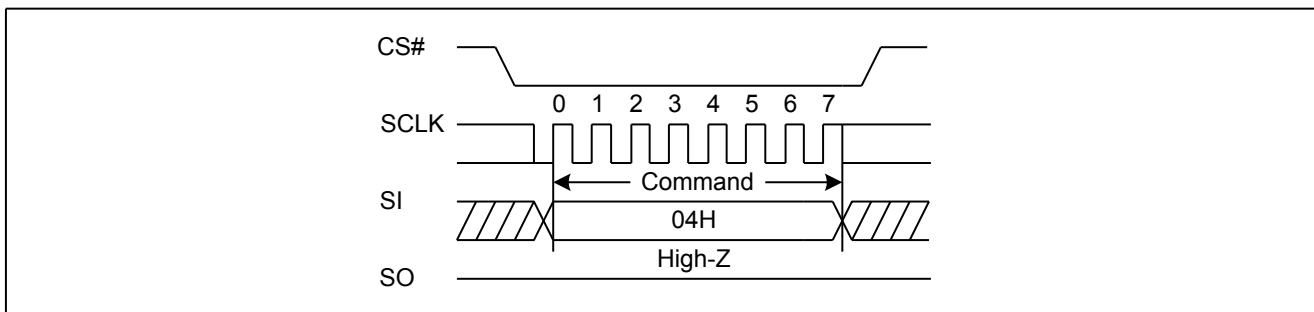 CS#
0 1 2 3 4 5 6 7
SCLK
Command
SI
04H
High-Z
SO